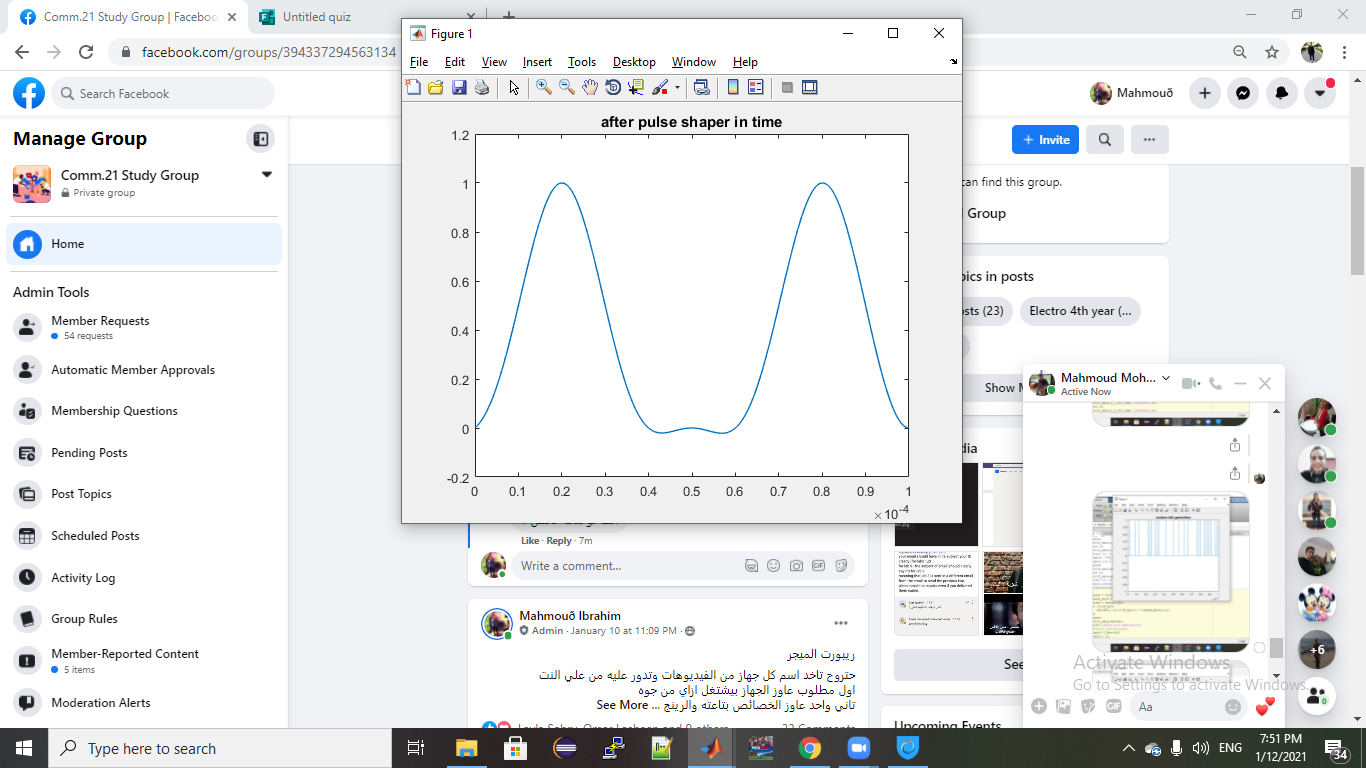 Comm.21 Study Group | Faceboo
Untitled quiz
facebook.com/groups/394337294563134
Search Facebook
Mahmouð
Manage Group
Comm.21 Study Group
Private group
Home
Admin Tools
Member Requests
54 requests
Automatic Member Approvals
Membership Questions
Pending Posts
Post Topics
Scheduled Posts
Activity Log
Group Rules
Member-Reported Content
5 items
Moderation Alerts
Figure 1
File Edit View Insert Tools Desktop Window Help
after pulse shaper in time
1.2
1
0.8
0.6
0.4
0.2
0
-0.2
0 0.1 0.2 0.3 0.4 0.5 0.6 0.7 0.8 0.9 1
×10⁻⁴
+ Invite
can find this group.
Group
pics in posts
sts (23)
Electro 4th year (...
Show M
dia
See
Upcoming Events
Like · Reply · 7m
Write a comment...
GIF
Mahmouð Ibrahim
Admin · January 10 at 11:09 PM ·
ريبورت الميجر
حتروح تاخد اسم كل جهاز من الفيديوهات وتدور عليه من علي النت
اول مطلوب عاوز الجهاز بيشتغل ازاي من جوه
تاني واحد عاوز الخصائص بتاعته والرينج ... See More
Mahmoud Moh...
Active Now
GIF
Aa
+6
0
Activate Windows
Go to Settings to activate Windows.
Type here to search
ENG
7:51 PM
1/12/2021
34